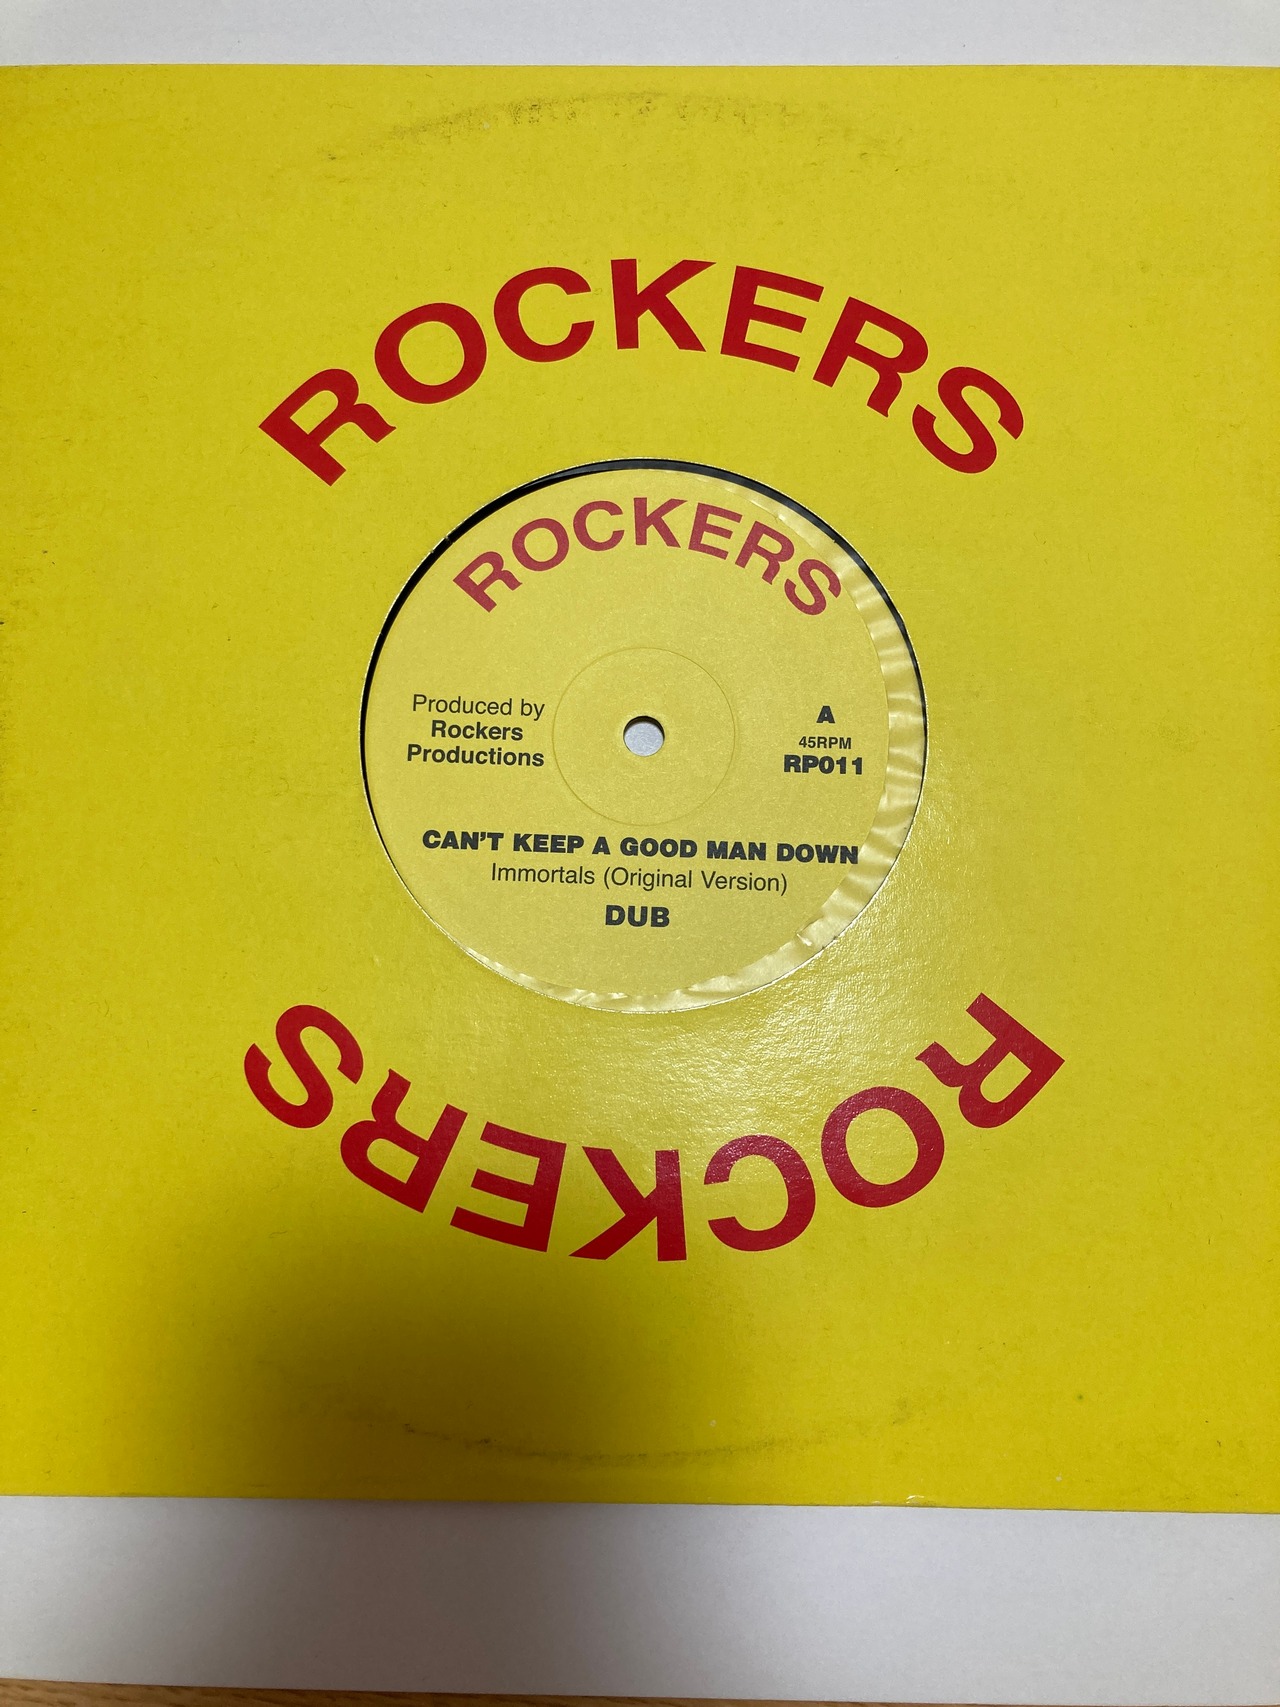 ROCKERS
ROCKERS
Produced by
Rockers
Productions
A
45RPM
RP011
CAN'T KEEP A GOOD MAN DOWN
Immortals (Original Version)
DUB
ROCKERS